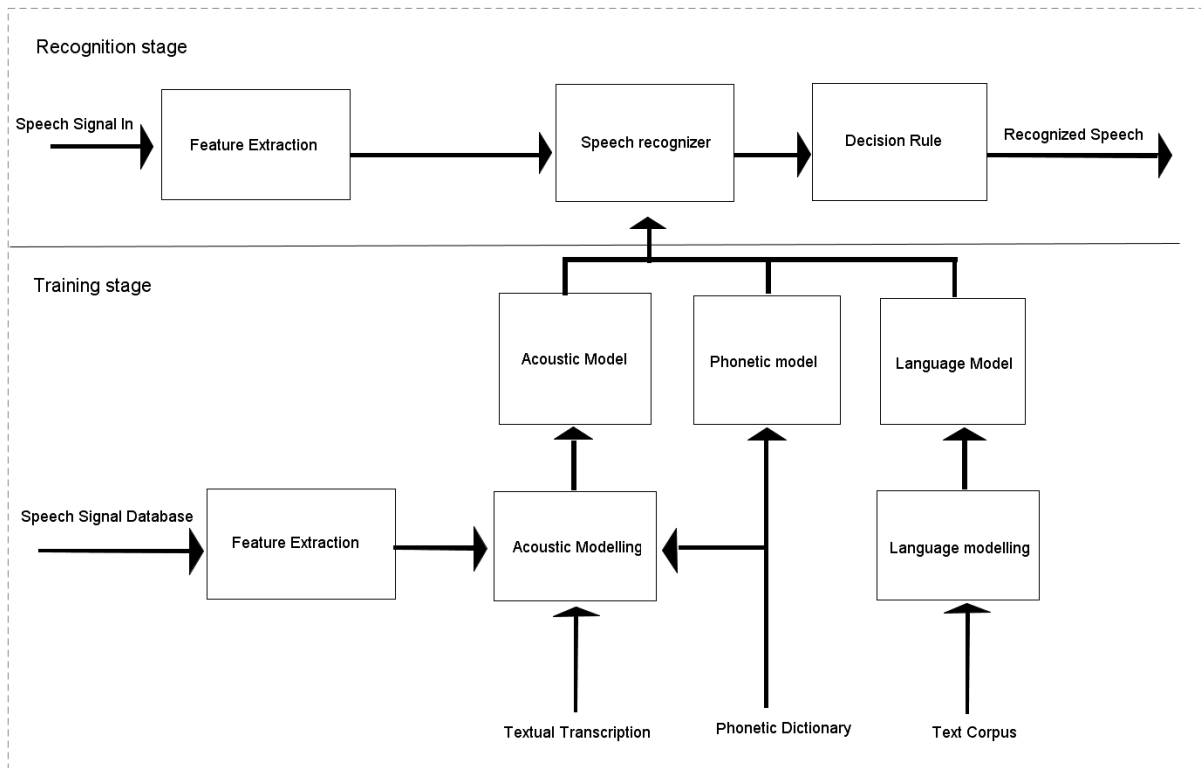 Recognition stage
Speech Signal In
Feature Extraction
Speech recognizer
Decision Rule
Recognized Speech
Training stage
Acoustic Model
Phonetic model
Language Model
Speech Signal Database
Feature Extraction
Acoustic Modelling
Language modelling
Textual Transcription
Phonetic Dictionary
Text Corpus